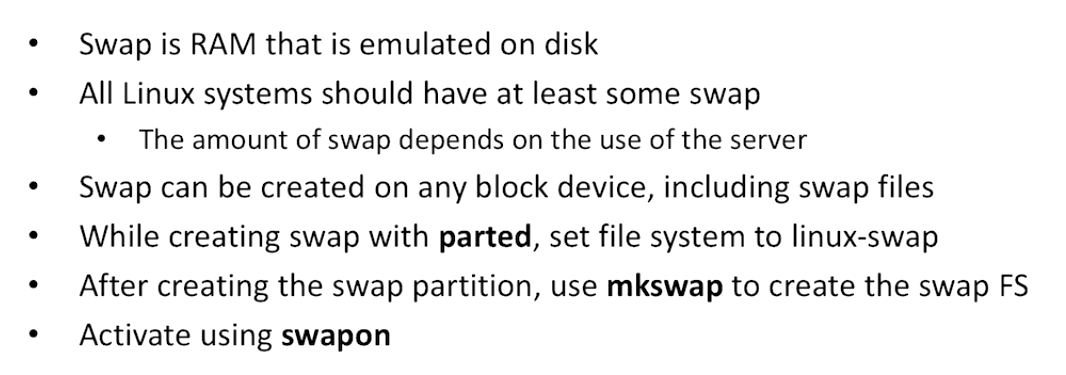 • Swap is RAM that is emulated on disk
• All Linux systems should have at least some swap
• The amount of swap depends on the use of the server
• Swap can be created on any block device, including swap files
• While creating swap with parted, set file system to linux-swap
• After creating the swap partition, use mkswap to create the swap FS
• Activate using swapon